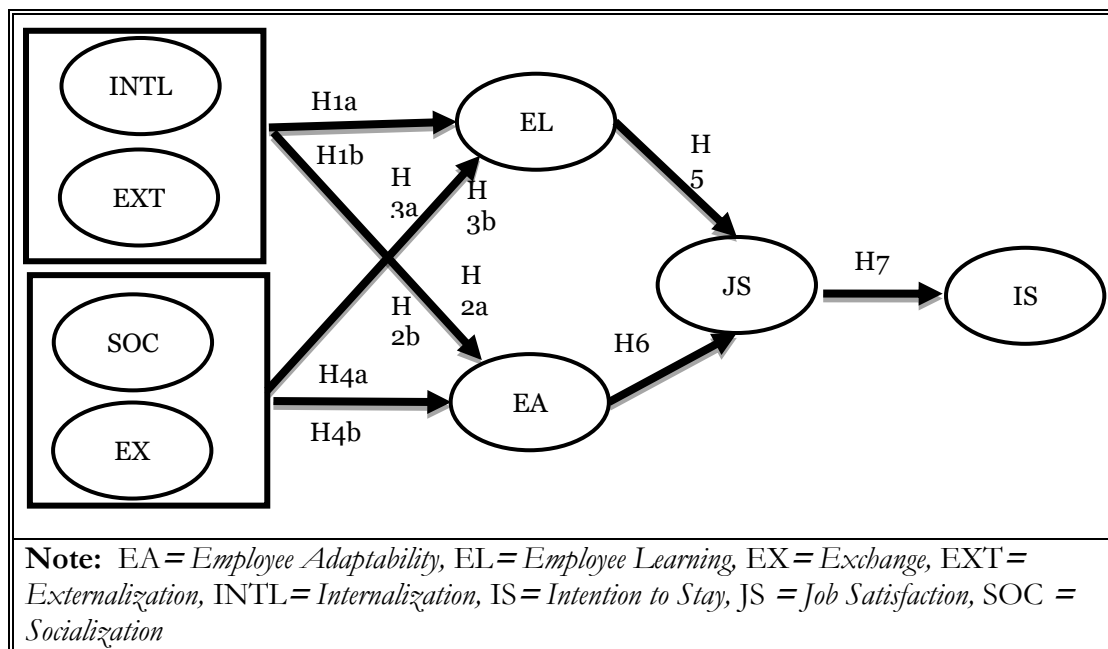 INTL
EXT
SOC
EX
H1a
H1b
H
3a
H
3b
H
2a
H
2b
H4a
H4b
EL
EA
H
5
H6
JS
H7
IS
Note: EA= Employee Adaptability, EL= Employee Learning, EX= Exchange, EXT=
Externalization, INTL= Internalization, IS= Intention to Stay, JS = Job Satisfaction, SOC =
Socialization